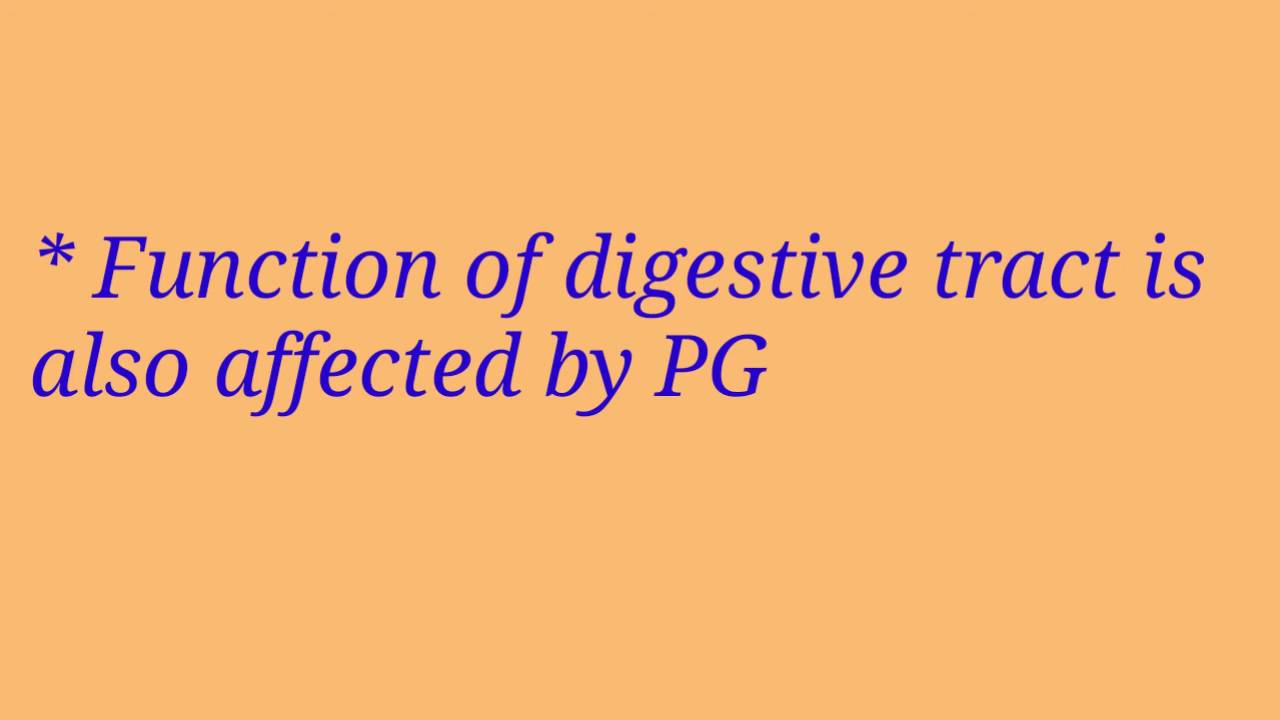 * Function of digestive tract is
also affected by PG